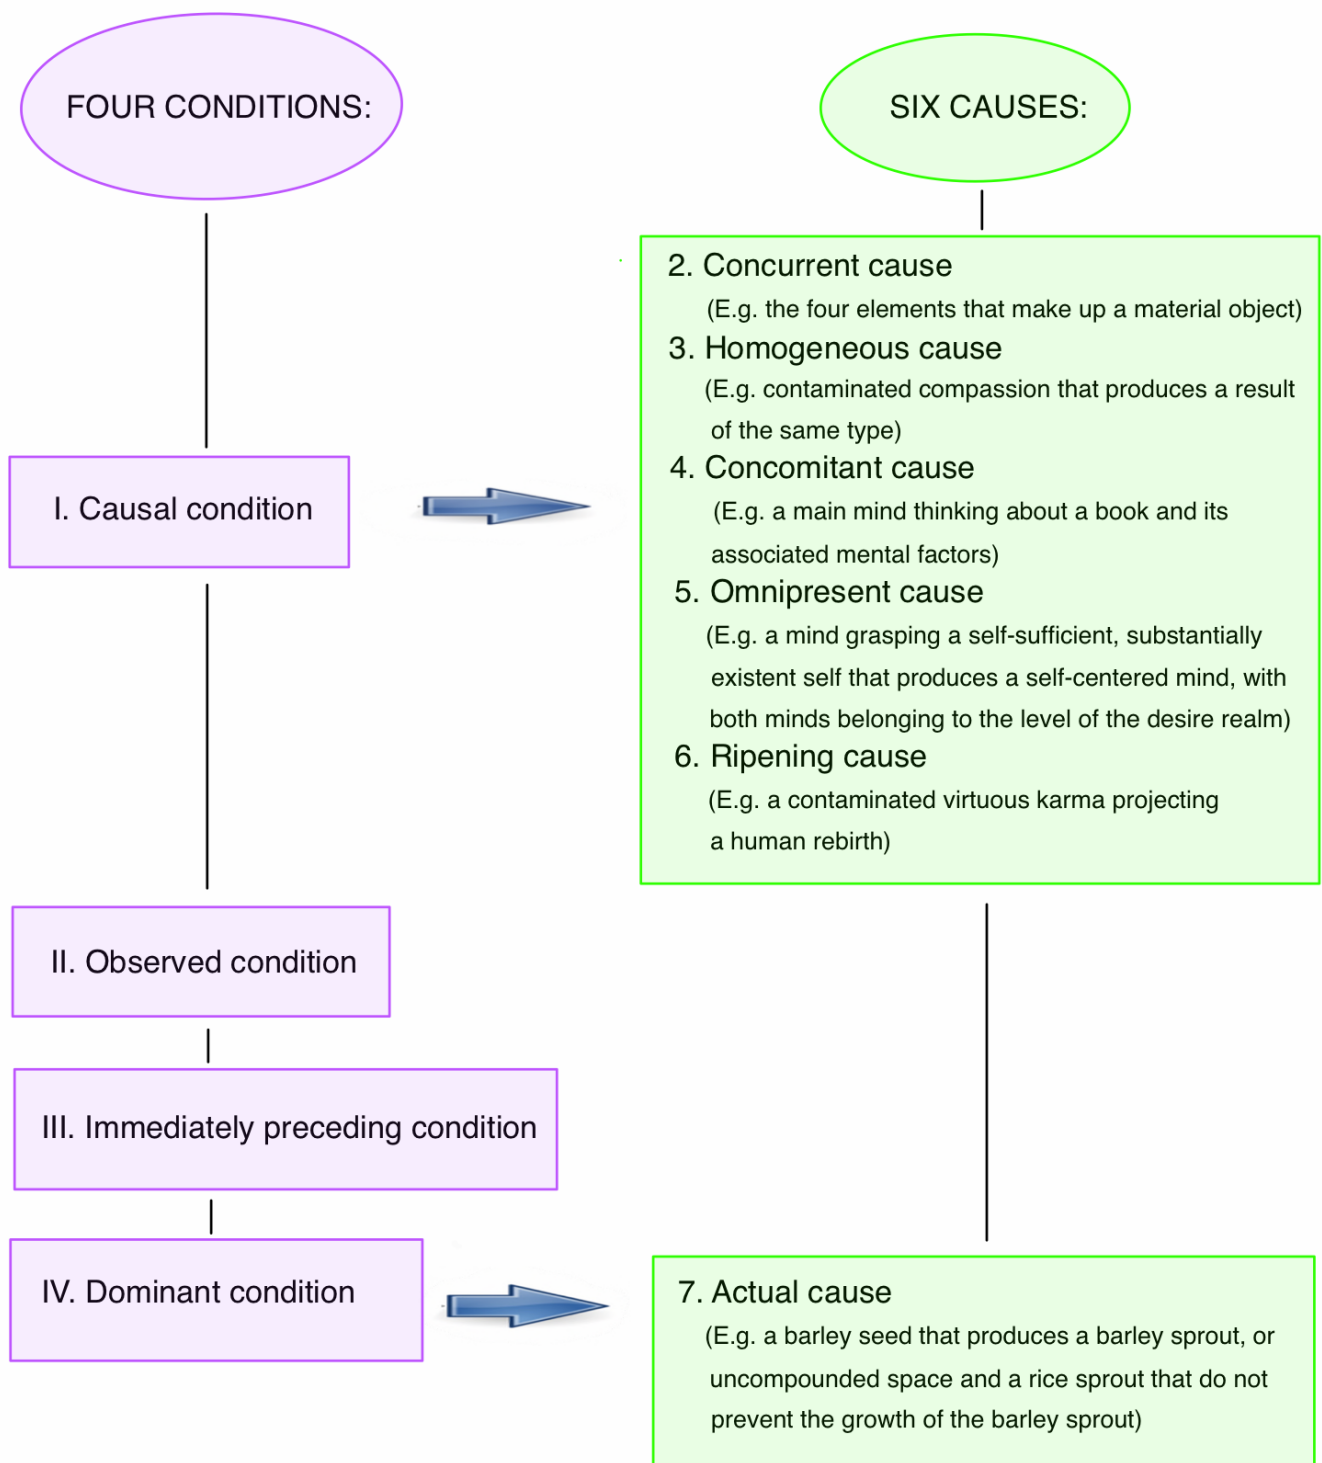 FOUR CONDITIONS:
I. Causal condition
II. Observed condition
III. Immediately preceding condition
IV. Dominant condition
SIX CAUSES:
2. Concurrent cause
(E.g. the four elements that make up a material object)
3. Homogeneous cause
(E.g. contaminated compassion that produces a result
of the same type)
4. Concomitant cause
(E.g. a main mind thinking about a book and its
associated mental factors)
5. Omnipresent cause
(E.g. a mind grasping a self-sufficient, substantially
existent self that produces a self-centered mind, with
both minds belonging to the level of the desire realm)
6. Ripening cause
(E.g. a contaminated virtuous karma projecting
a human rebirth)
7. Actual cause
(E.g. a barley seed that produces a barley sprout, or
uncompounded space and a rice sprout that do not
prevent the growth of the barley sprout)